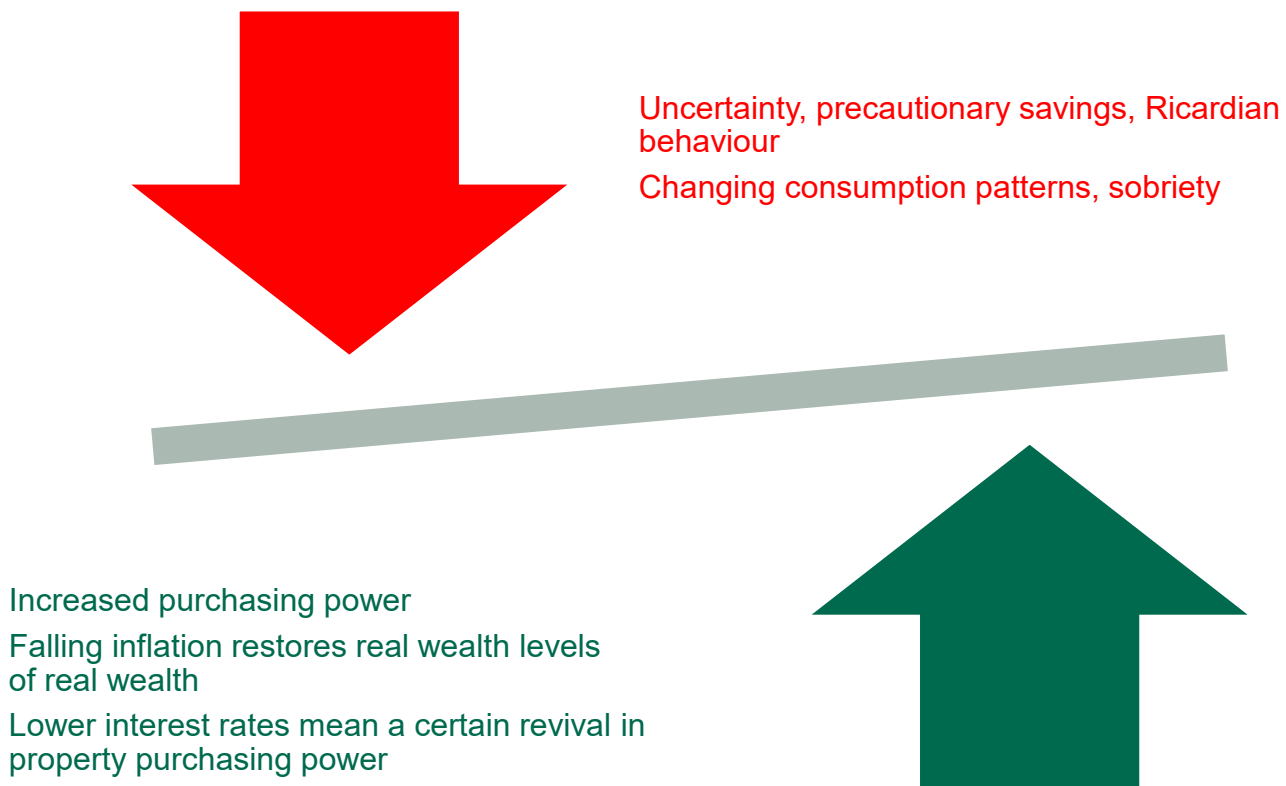 Uncertainty, precautionary savings, Ricardian
behaviour
Changing consumption patterns, sobriety
Increased purchasing power
Falling inflation restores real wealth levels
of real wealth
Lower interest rates mean a certain revival in
property purchasing power